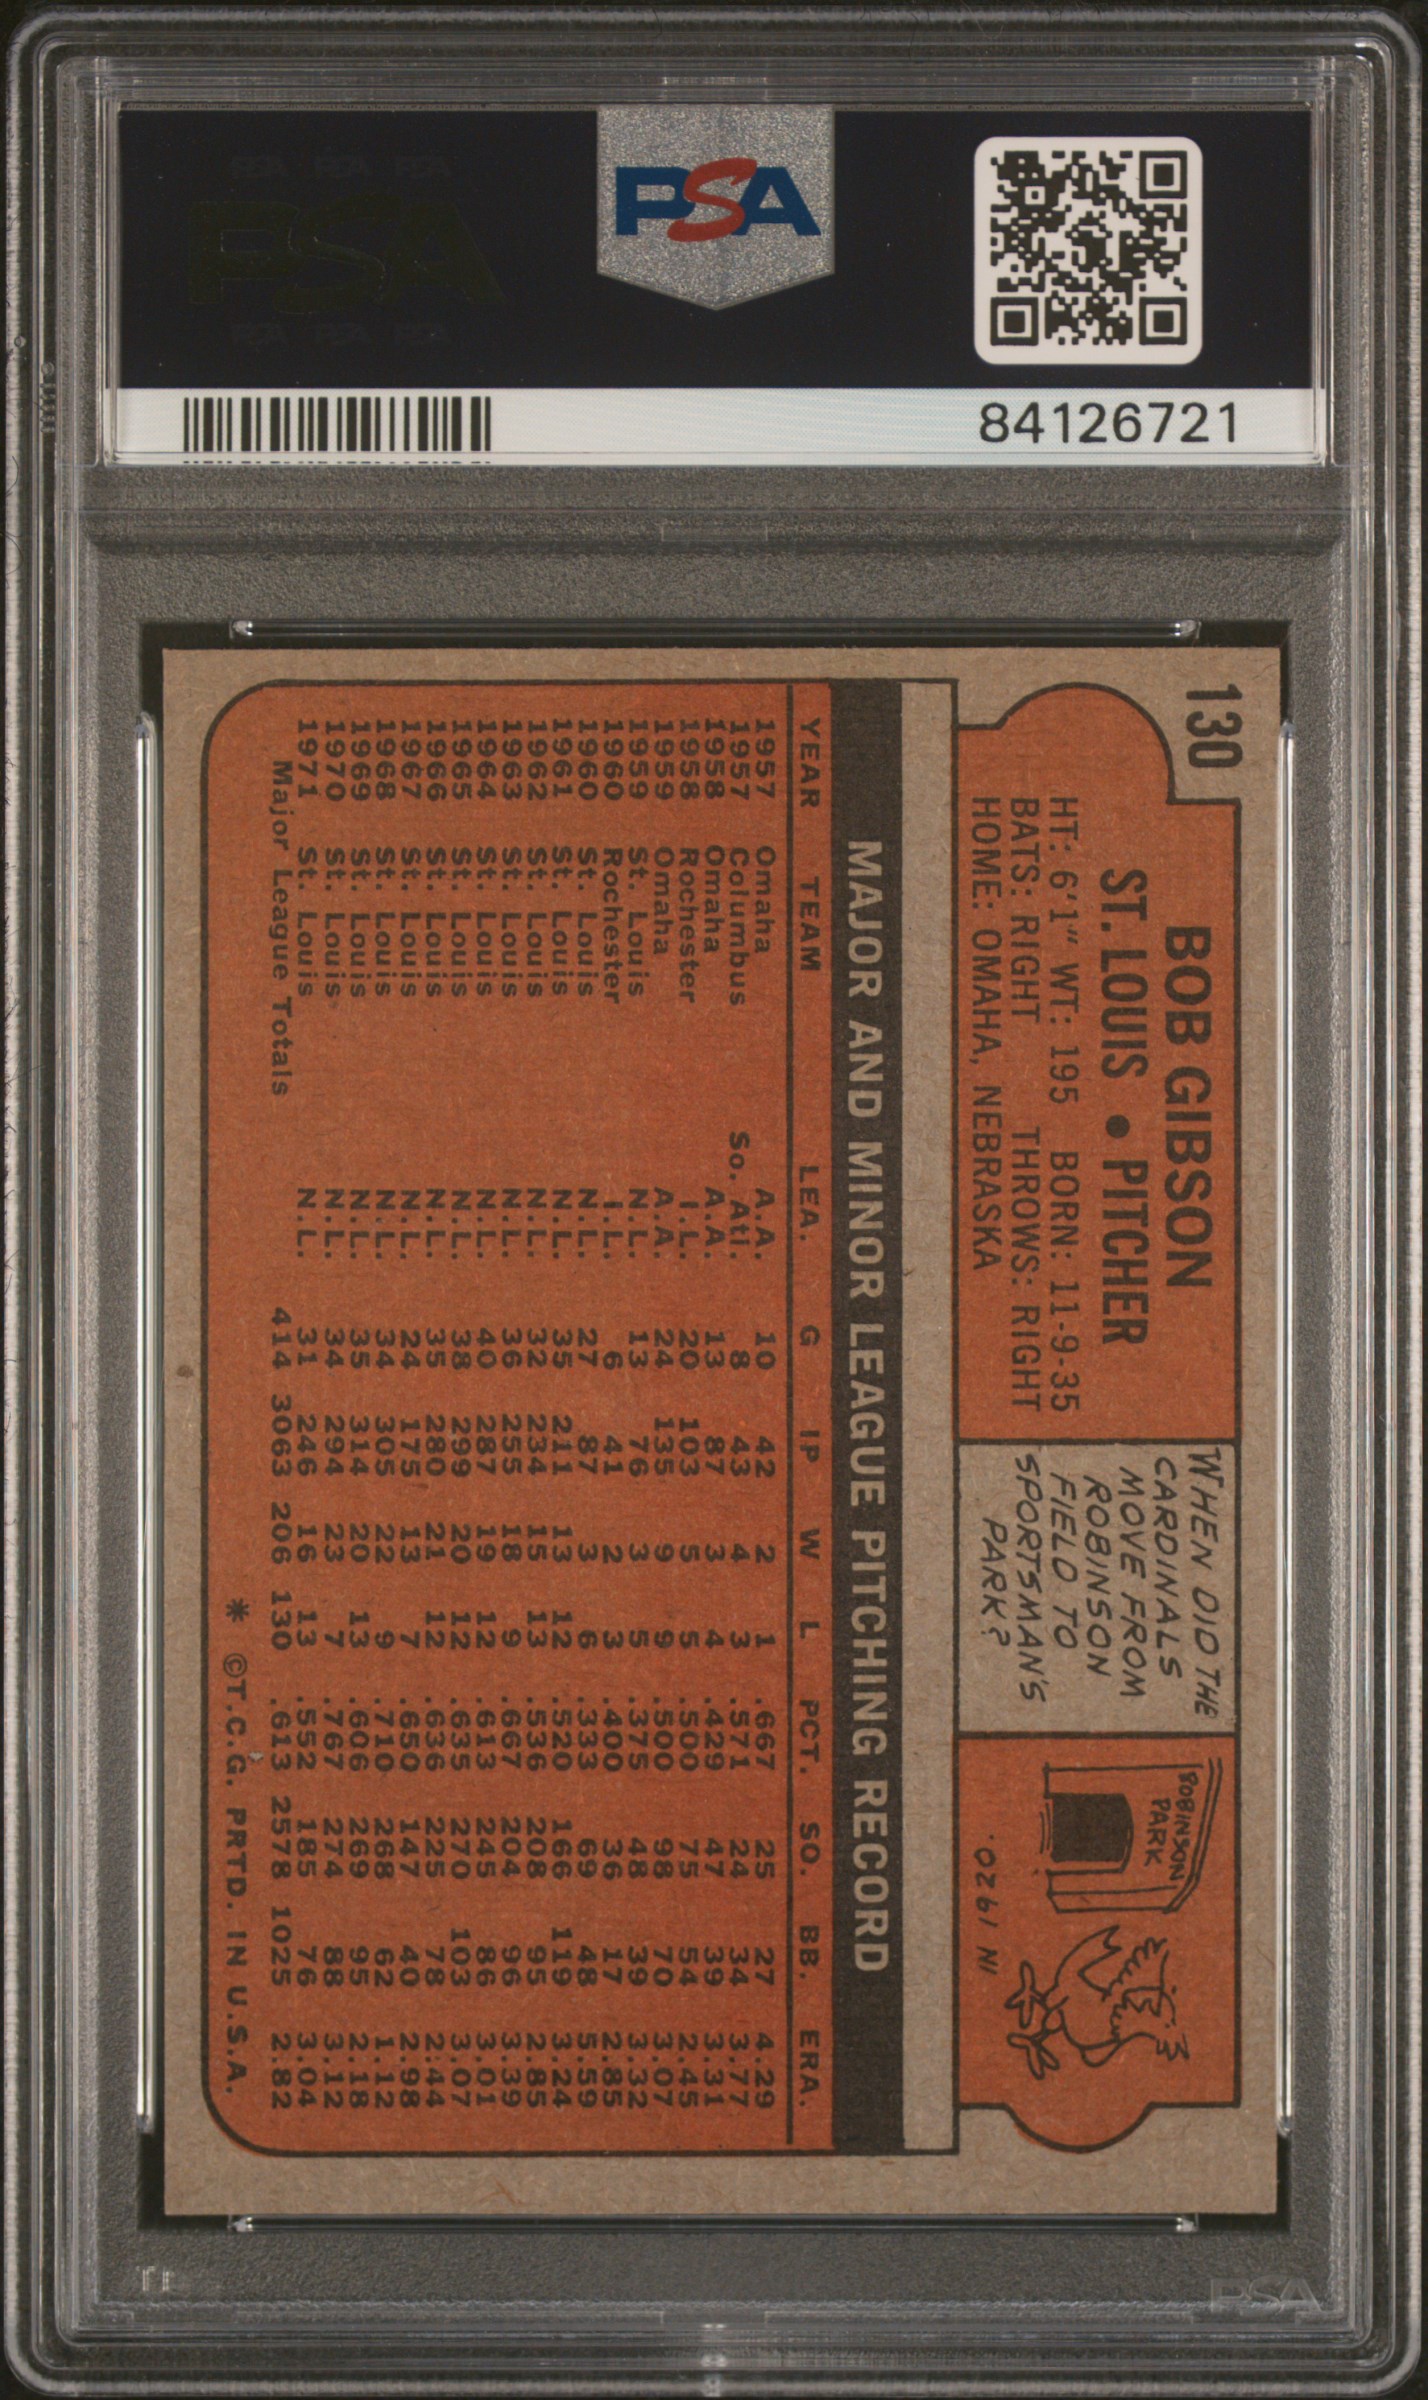 PSA
84126721
130
BOB GIBSON
ST. LOUIS • PITCHER
HT: 6'1" WT: 195 BORN: 11-9-35
BATS: RIGHT THROWS: RIGHT
HOME: OMAHA, NEBRASKA
WHEN DID THE
CARDINALS
MOVE FROM
ROBINSON
FIELD TO
SPORTSMAN'S
PARK?
ROBINSON
PARK
IN 1920.
MAJOR AND MINOR LEAGUE PITCHING RECORD
YEAR TEAM LEA. G IP W L PCT. SO. BB. ERA.
1957 Omaha A.A. 10 42 2 1 .667 25 27 4.29
1957 Columbus So. Atl. 8 43 4 3 .571 24 34 3.77
1958 Omaha A.A. 13 87 3 4 .429 47 39 3.31
1958 Rochester I.L. 20 103 5 5 .500 75 54 2.45
1959 Omaha A.A. 24 135 9 9 .500 98 70 3.07
1959 St. Louis N.L. 13 76 3 5 .375 48 39 3.32
1960 Rochester I.L. 6 41 2 3 .400 36 17 2.85
1960 St. Louis N.L. 27 87 3 6 .333 69 48 5.59
1961 St. Louis N.L. 35 211 13 12 .520 166 119 3.24
1962 St. Louis N.L. 32 234 15 13 .536 208 95 2.85
1963 St. Louis N.L. 36 255 18 9 .667 204 96 3.39
1964 St. Louis N.L. 40 287 19 12 .613 245 86 3.01
1965 St. Louis N.L. 38 299 20 12 .635 270 103 3.07
1966 St. Louis N.L. 35 280 21 12 .636 225 78 2.44
1967 St. Louis N.L. 24 175 13 7 .650 147 40 2.98
1968 St. Louis N.L. 34 305 22 9 .710 268 62 1.12
1969 St. Louis N.L. 35 314 20 13 .606 269 95 2.18
1970 St. Louis N.L. 34 294 23 7 .767 274 88 3.12
1971 St. Louis N.L. 31 246 16 13 .552 185 76 3.04
Major League Totals 414 3063 206 130 .613 2578 1025 2.82
* ©T.C.G. PRTD. IN U.S.A.
PSA